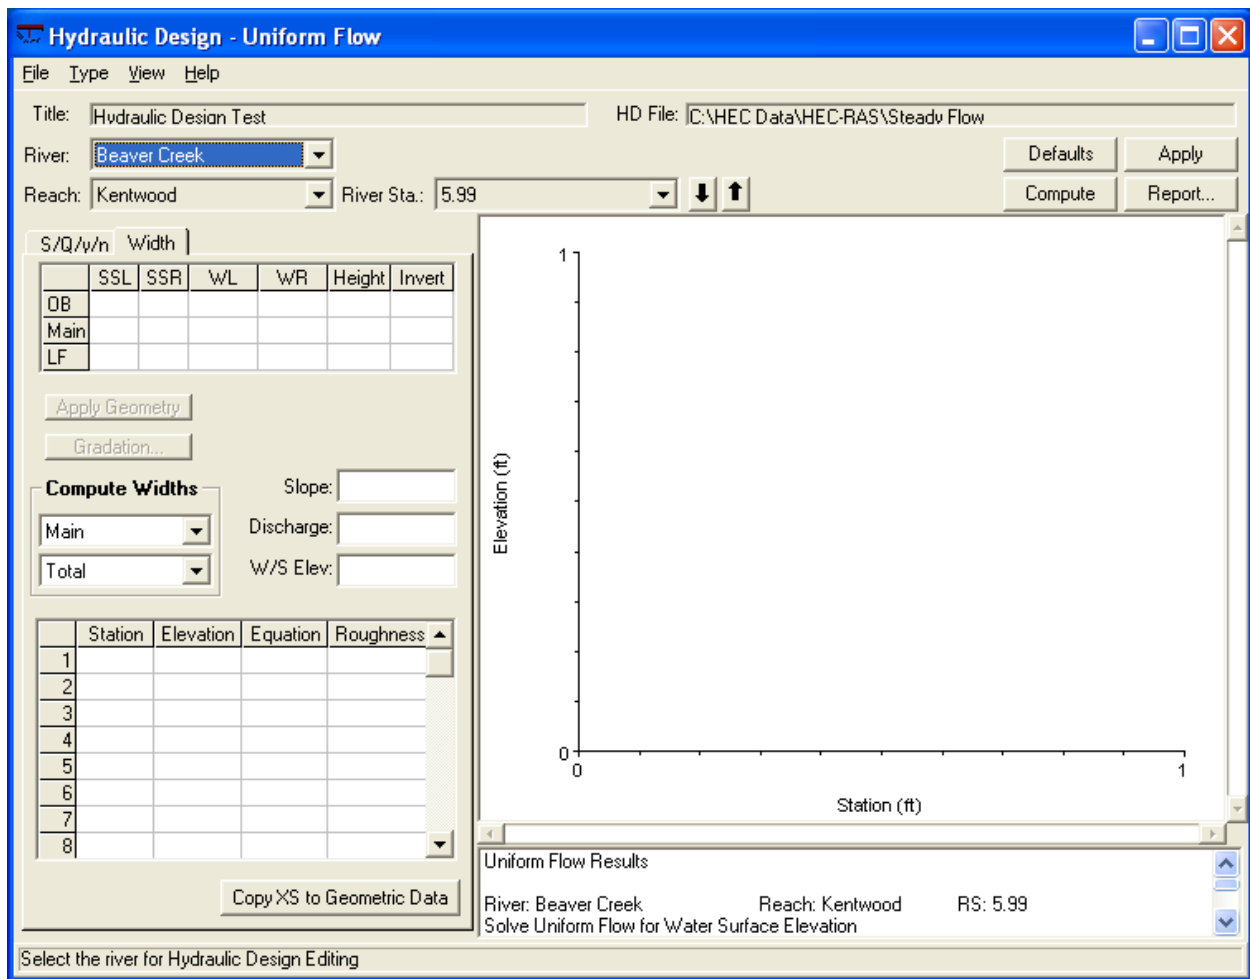 Hydraulic Design - Uniform Flow
File Type View Help
Title: Hydraulic Design Test HD File: C:\HEC Data\HEC-RAS\Steady Flow
River: Beaver Creek Defaults Apply
Reach: Kentwood River Sta.: 5.99 Compute Report...
S/Q/y/n Width
SSL SSR WL WR Height Invert
OB
Main
LF
Apply Geometry
Gradation...
Compute Widths
Main
Total
Slope:
Discharge:
W/S Elev:
Station Elevation Equation Roughness
1
2
3
4
5
6
7
8
Copy XS to Geometric Data
1
Elevation (ft)
0
0 1
Station (ft)
Uniform Flow Results
River: Beaver Creek Reach: Kentwood RS: 5.99
Solve Uniform Flow for Water Surface Elevation
Select the river for Hydraulic Design Editing